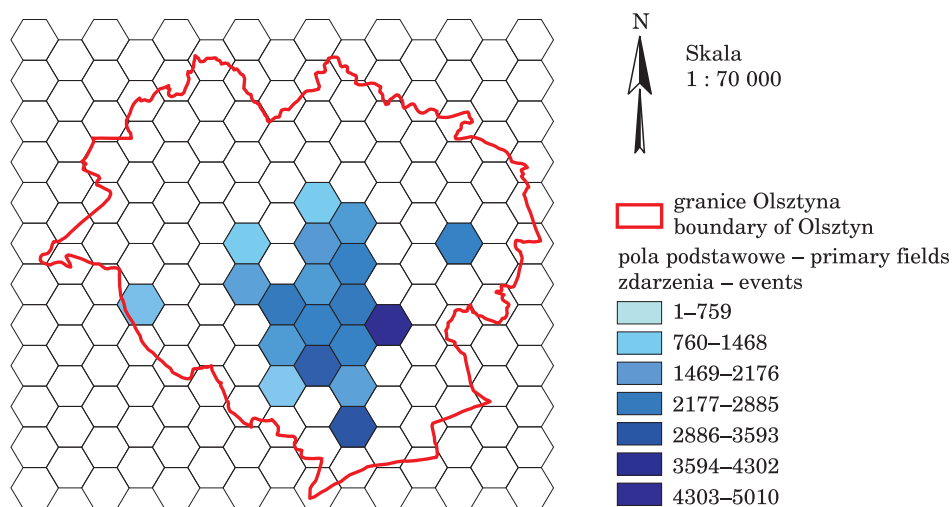 N
Skala
1 : 70 000
granice Olsztyna
boundary of Olsztyn
pola podstawowe – primary fields
zdarzenia – events
1–759
760–1468
1469–2176
2177–2885
2886–3593
3594–4302
4303–5010